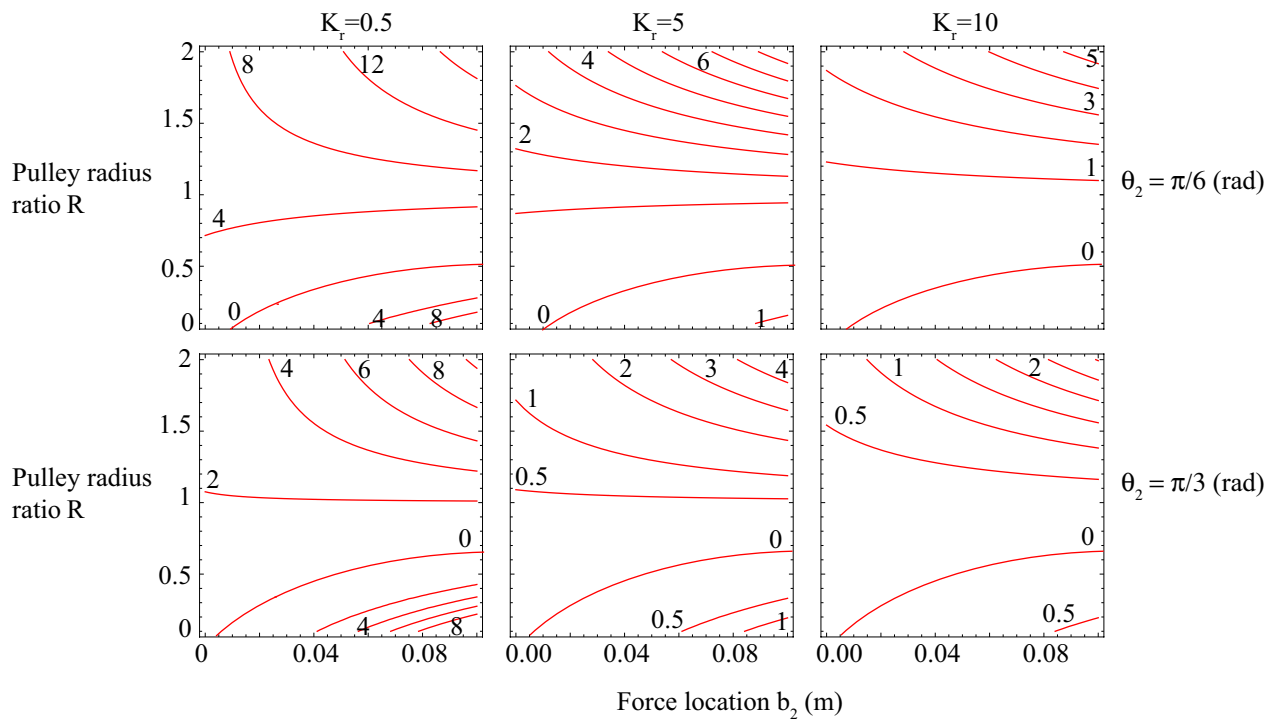 K_r=0.5 K_r=5 K_r=10
2 8 12 4 6 5
1.5 3
2
Pulley radius
ratio R
1 1 θ_2 = π/6 (rad)
4
0.5 0
0 0 4 8 0 1
2 4 6 8 2 3 4 1 2
1.5 1 0.5
Pulley radius
ratio R
1 2 0.5 θ_2 = π/3 (rad)
0.5 0 0 0
0 4 8 0.5 1 0.5
0 0.04 0.08 0.00 0.04 0.08 0.00 0.04 0.08
Force location b_2 (m)